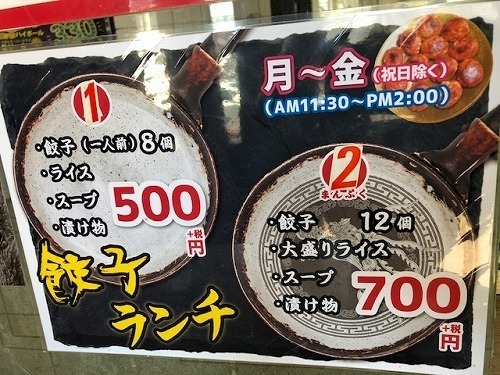 月～金(祝日除く)
(AM11:30～PM2:00)
1
・餃子(一人前)8個
・ライス
・スープ
・漬け物
500
+税
円
2
まんぷく
・餃子 12個
・大盛りライス
・スープ
・漬け物
700
+税
円
餃子
ランチ